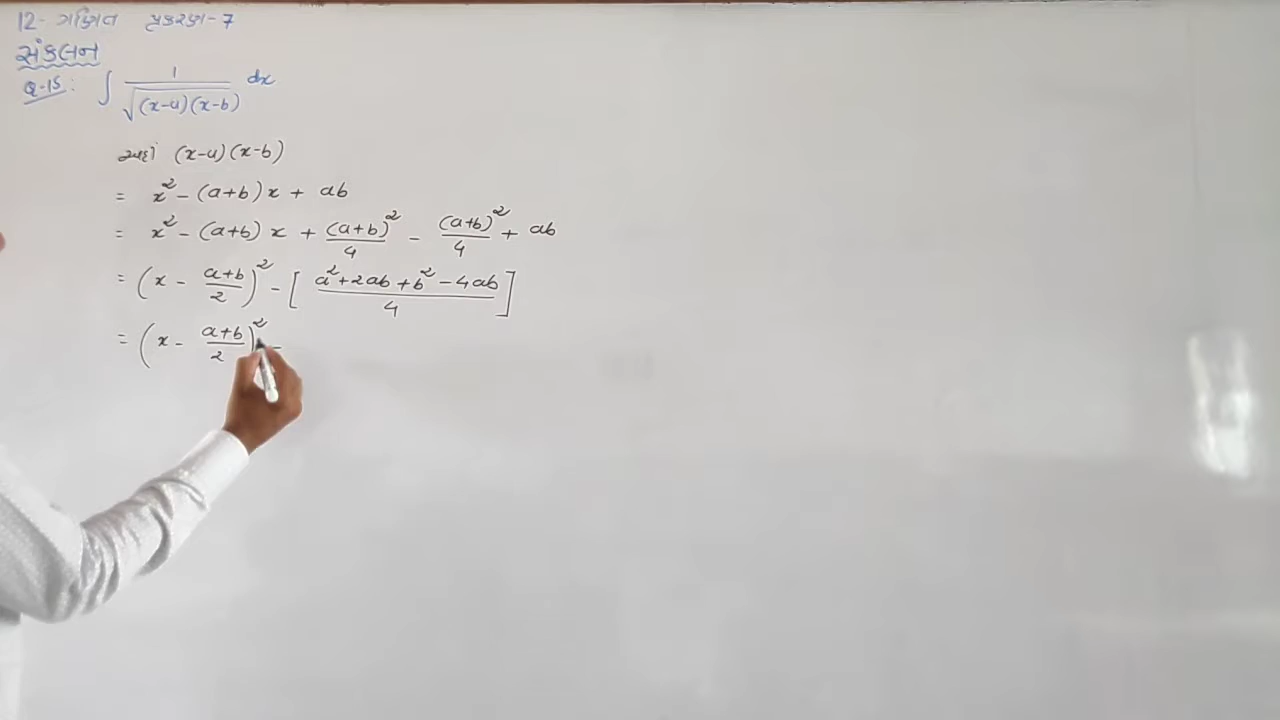 12- ગણિત પ્રકરણ-7
સંકલન
Q-15: ∫ 1/√((x-a)(x-b)) dx
અહીં (x-a)(x-b)
= x² - (a+b)x + ab
= x² - (a+b)x + (a+b)²/4 - (a+b)²/4 + ab
= (x - (a+b)/2)² - [(a²+2ab+b²-4ab)/4]
= (x - (a+b)/2)² -